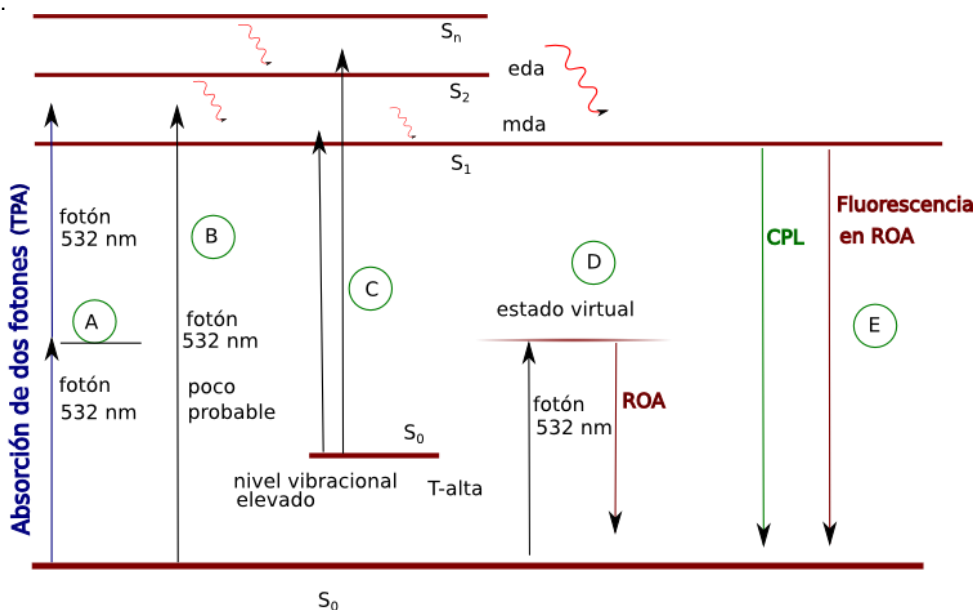 .
Sn
S2
S1
eda
mda
Absorción de dos fotones (TPA)
fotón
532 nm
A
fotón
532 nm
B
fotón
532 nm
poco
probable
C
S0
nivel vibracional
elevado
T-alta
D
estado virtual
fotón
532 nm
ROA
CPL
Fluorescencia
en ROA
E
S0